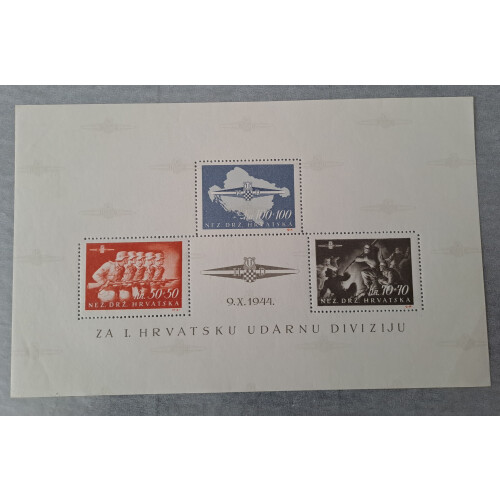 100+100
NEZ. DRŽ. HRVATSKA
kn. 50+50
NEZ. DRŽ. HRVATSKA
kn. 70+70
NEZ. DRŽ. HRVATSKA
9.X.1944.
ZA I. HRVATSKU UDARNU DIVIZIJU